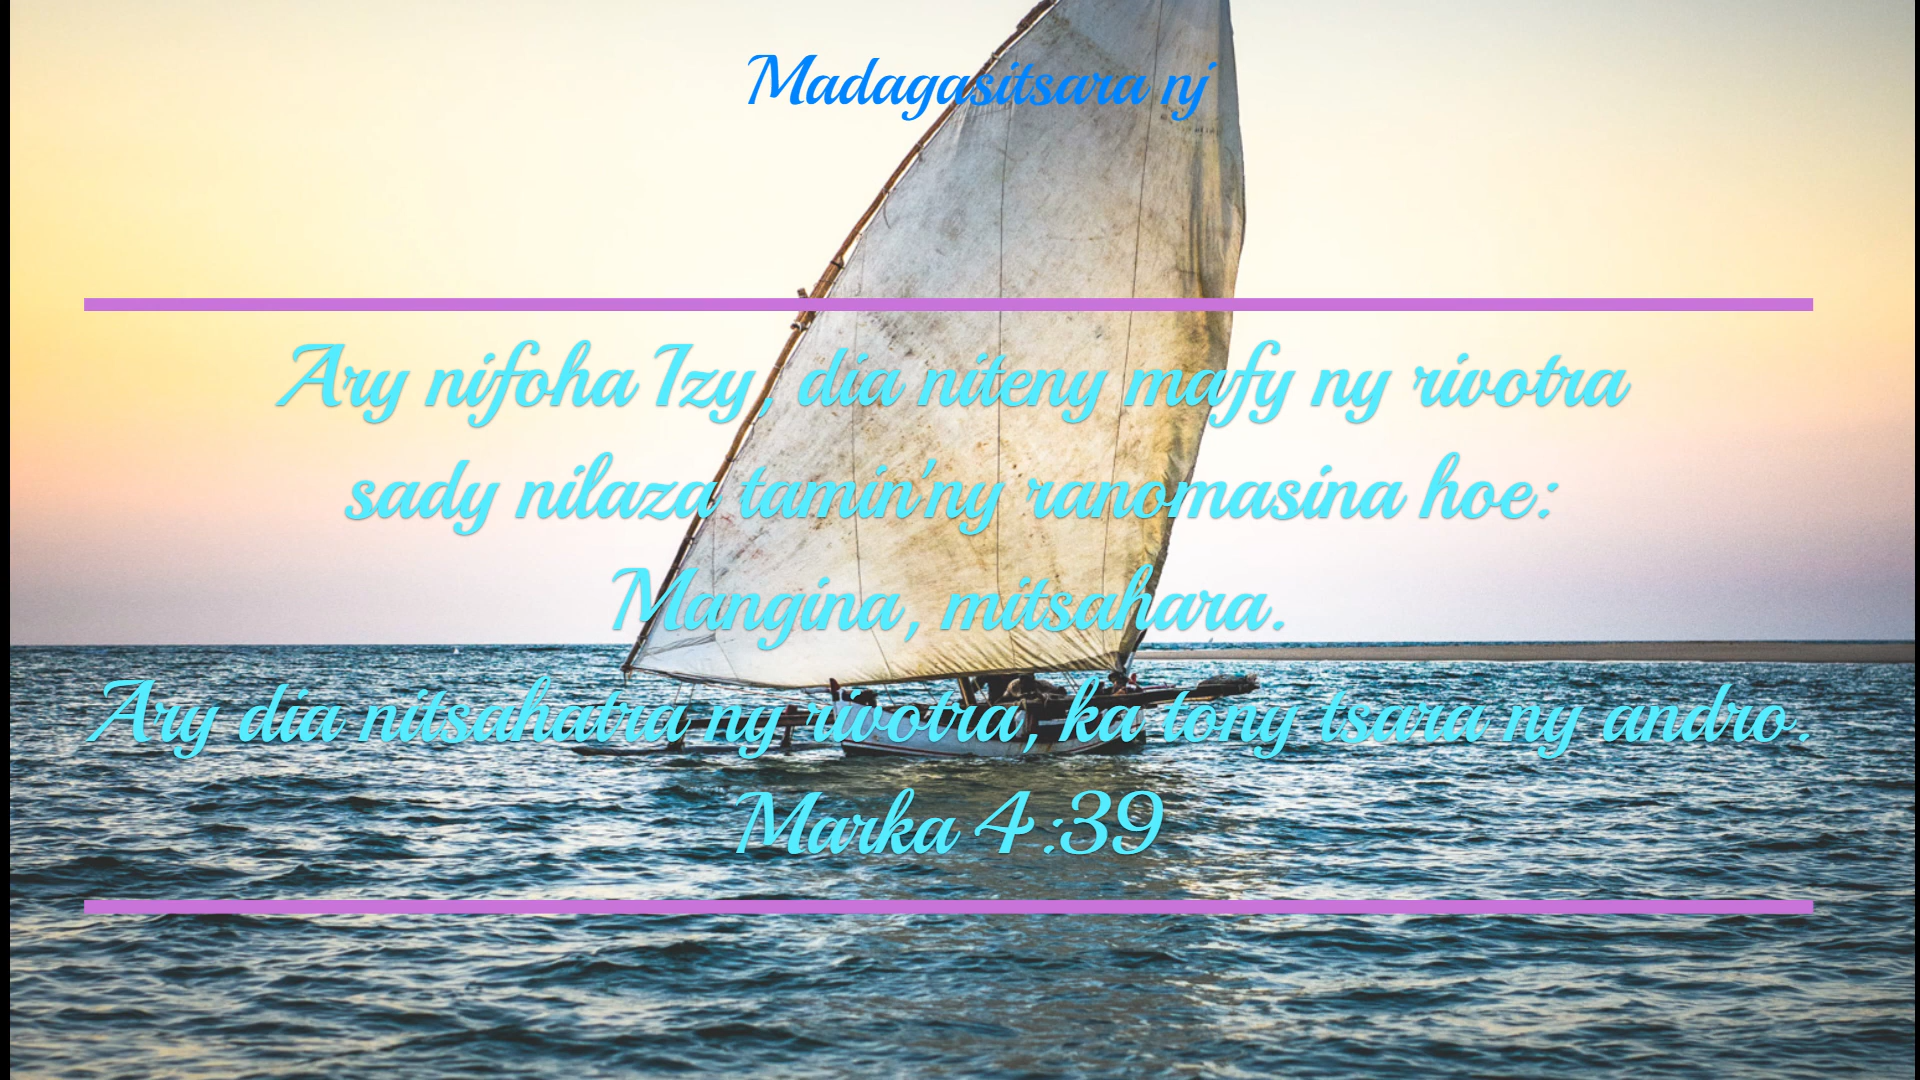 Madagasitsara nj
Ary nifoha Izy, dia niteny mafy ny rivotra
sady nilaza tamin'ny ranomasina hoe:
Mangina, mitsahara.
Ary dia nitsahatra ny rivotra, ka tony tsara ny andro.
Marka 4:39